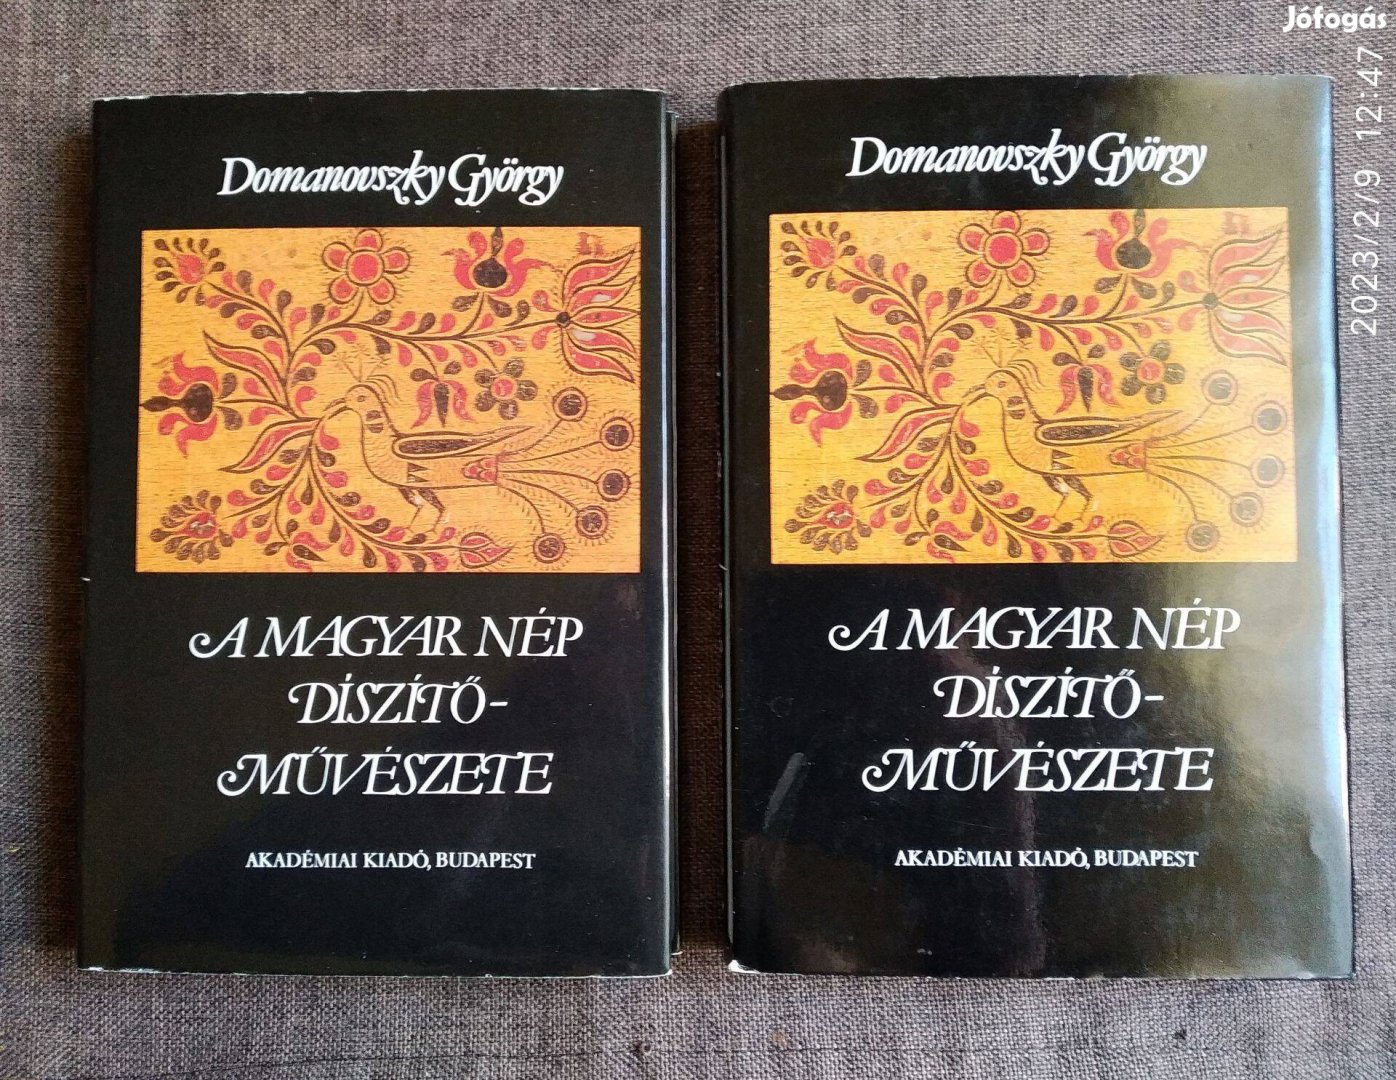 Jófogás
2023/2/9 12:47
Domanovszky György
A MAGYAR NÉP
DÍSZÍTŐ-
MŰVÉSZETE
AKADÉMIAI KIADÓ, BUDAPEST
Domanovszky György
A MAGYAR NÉP
DÍSZÍTŐ-
MŰVÉSZETE
AKADÉMIAI KIADÓ, BUDAPEST